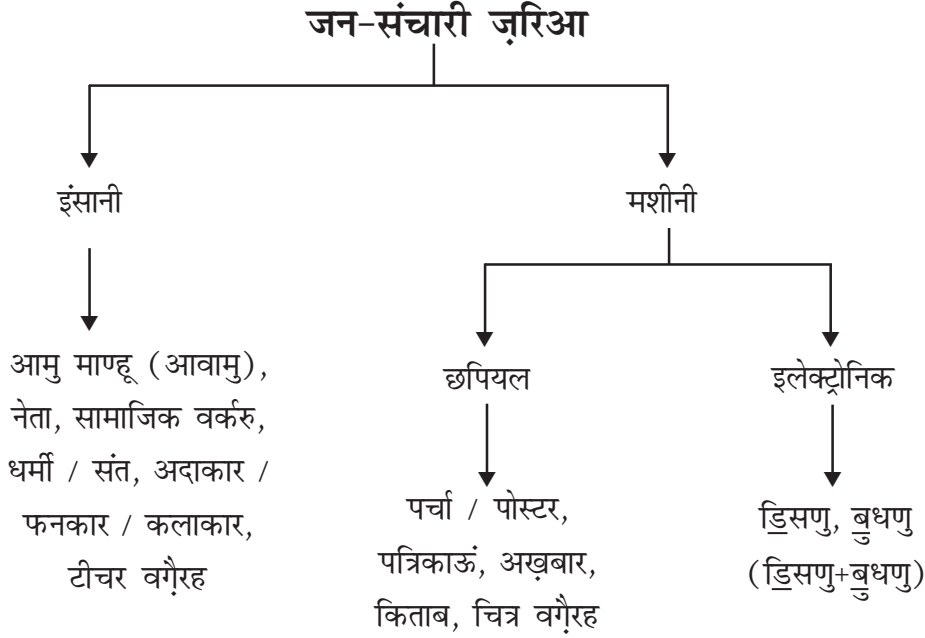 जन-संचारी ज़रिआ
इंसानी
मशीनी
आमु माण्हू (आवामु),
नेता, सामाजिक वर्करु,
धर्मी / संत, अदाकार /
फनकार / कलाकार,
टीचर वग़ैरह
छपियल
इलेक्ट्रोनिक
पर्चा / पोस्टर,
पत्रिकाऊं, अख़बार,
किताब, चित्र वग़ैरह
डि॒सणु, बु॒धणु
(डि॒सणु+बु॒धणु)